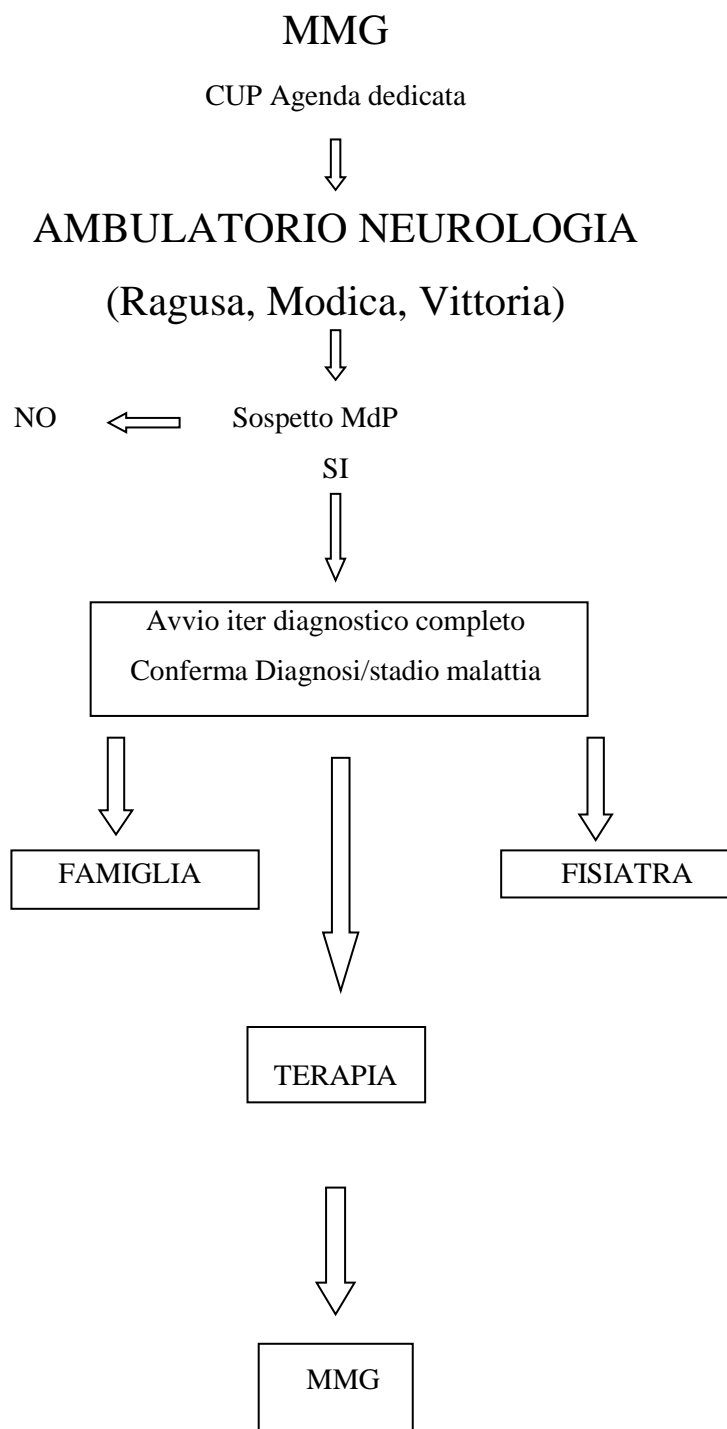 MMG
CUP Agenda dedicata
AMBULATORIO NEUROLOGIA
(Ragusa, Modica, Vittoria)
NO Sospetto MdP
SI
Avvio iter diagnostico completo
Conferma Diagnosi/stadio malattia
FAMIGLIA FISIATRA
TERAPIA
MMG